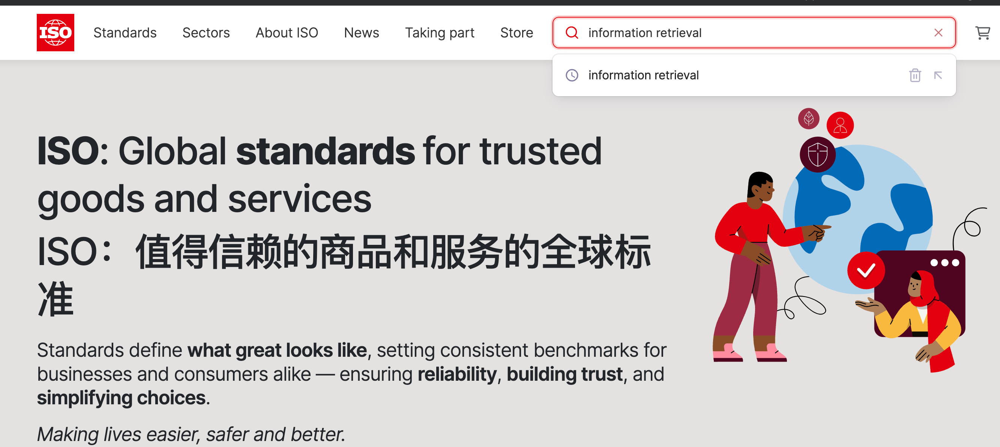 ISO
Standards
Sectors
About ISO
News
Taking part
Store
information retrieval
information retrieval
ISO: Global standards for trusted
goods and services
ISO：值得信赖的商品和服务的全球标
准
Standards define what great looks like, setting consistent benchmarks for
businesses and consumers alike — ensuring reliability, building trust, and
simplifying choices.
Making lives easier, safer and better.